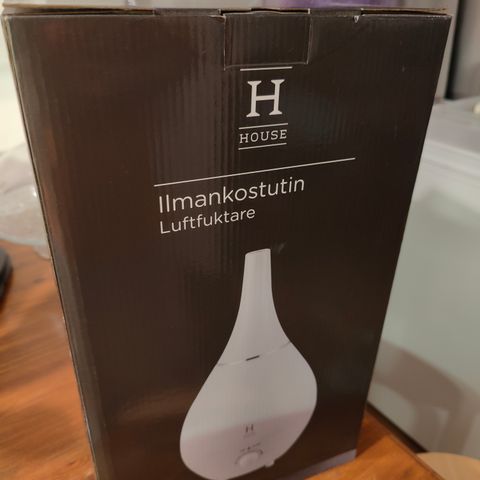 H
HOUSE
Ilmankostutin
Luftfuktare
H